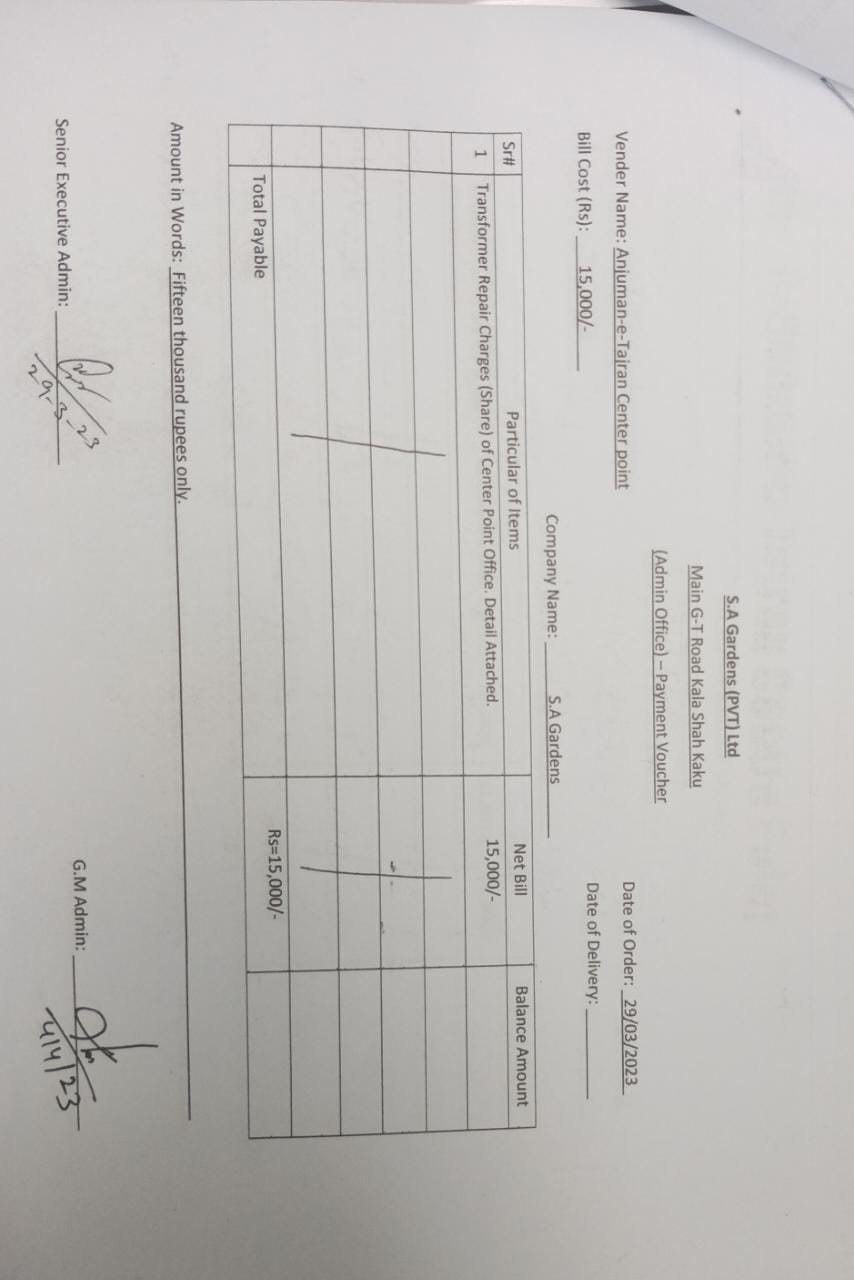 S.A Gardens (PVT) Ltd
Main G-T Road Kala Shah Kaku
(Admin Office) – Payment Voucher
Vender Name: Anjuman-e-Tajran Center point Date of Order: 29/03/2023
Bill Cost (Rs): 15,000/- Date of Delivery:
Company Name: S.A Gardens
Sr# Particular of Items Net Bill Balance Amount
1 Transformer Repair Charges (Share) of Center Point Office. Detail Attached. 15,000/-
Total Payable Rs=15,000/-
Amount in Words: Fifteen thousand rupees only.
Senior Executive Admin: G.M Admin:
29-3-23 4/4/23